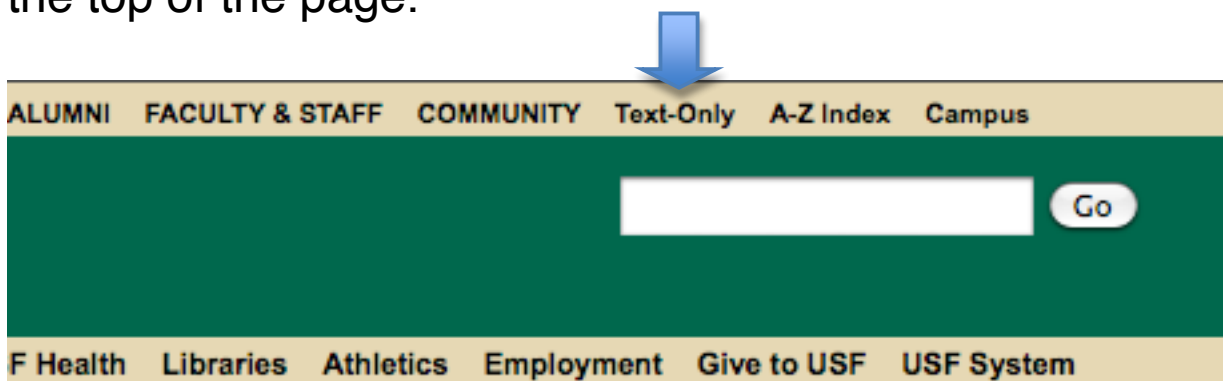 the top of the page.
ALUMNI FACULTY & STAFF COMMUNITY Text-Only A-Z Index Campus
Go
F Health Libraries Athletics Employment Give to USF USF System